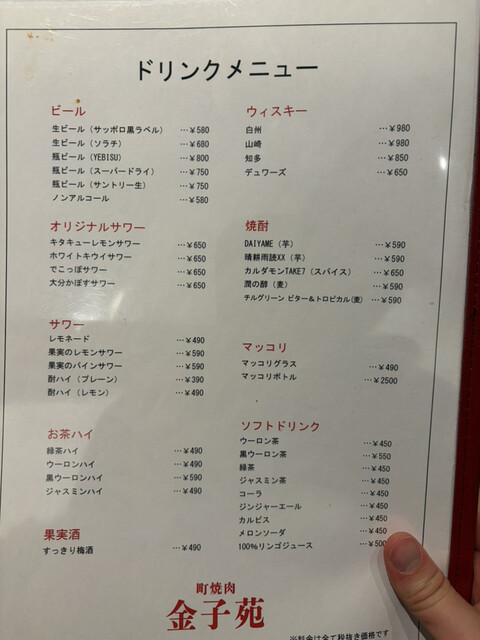 ドリンクメニュー
ビール
生ビール（サッポロ黒ラベル） …￥580
生ビール（ソラチ） …￥680
瓶ビール（YEBISU） …￥800
瓶ビール（スーパードライ） …￥750
瓶ビール（サントリー生） …￥750
ノンアルコール …￥580
オリジナルサワー
キタキューレモンサワー …￥650
ホワイトキウイサワー …￥650
でこっぽサワー …￥650
大分かぼすサワー …￥650
サワー
レモネード …￥490
果実のレモンサワー …￥590
果実のパインサワー …￥590
酎ハイ（プレーン） …￥390
酎ハイ（レモン） …￥490
お茶ハイ
緑茶ハイ …￥490
ウーロンハイ …￥490
黒ウーロンハイ …￥590
ジャスミンハイ …￥490
果実酒
すっきり梅酒 …￥490
ウィスキー
白州 …￥980
山崎 …￥980
知多 …￥850
デュワーズ …￥650
焼酎
DAIYAME（芋） …￥590
晴耕雨読XX（芋） …￥590
カルダモンTAKE7（スパイス） …￥650
潤の醇（麦） …￥590
チルグリーン ビター＆トロピカル(麦) …￥590
マッコリ
マッコリグラス …￥490
マッコリボトル …￥2500
ソフトドリンク
ウーロン茶 …￥450
黒ウーロン茶 …￥550
緑茶 …￥450
ジャスミン茶 …￥450
コーラ …￥450
ジンジャーエール …￥450
カルピス …￥450
メロンソーダ …￥450
100%リンゴジュース …￥500
町焼肉
金子苑
※料金は全て税抜き価格です